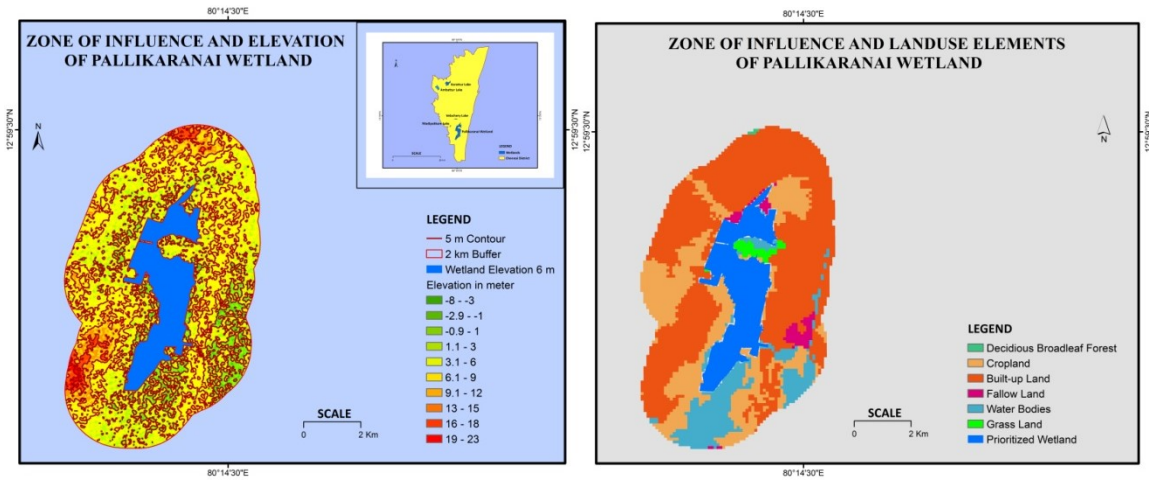 80°14'30"E
ZONE OF INFLUENCE AND ELEVATION
OF PALLIKARANAI WETLAND
12°59'30"N
N
SCALE
LEGEND
LEGEND
5 m Contour
2 km Buffer
Wetland Elevation 6 m
Elevation in meter
-8 - -3
-2.9 - -1
-0.9 - 1
1.1 - 3
3.1 - 6
6.1 - 9
9.1 - 12
13 - 15
16 - 18
19 - 23
SCALE
0 2 Km
80°14'30"E
80°14'30"E
ZONE OF INFLUENCE AND LANDUSE ELEMENTS
OF PALLIKARANAI WETLAND
12°59'30"N
12°59'30"N
N
LEGEND
Decidious Broadleaf Forest
Cropland
Built-up Land
Fallow Land
Water Bodies
Grass Land
Prioritized Wetland
SCALE
0 2 Km
80°14'30"E